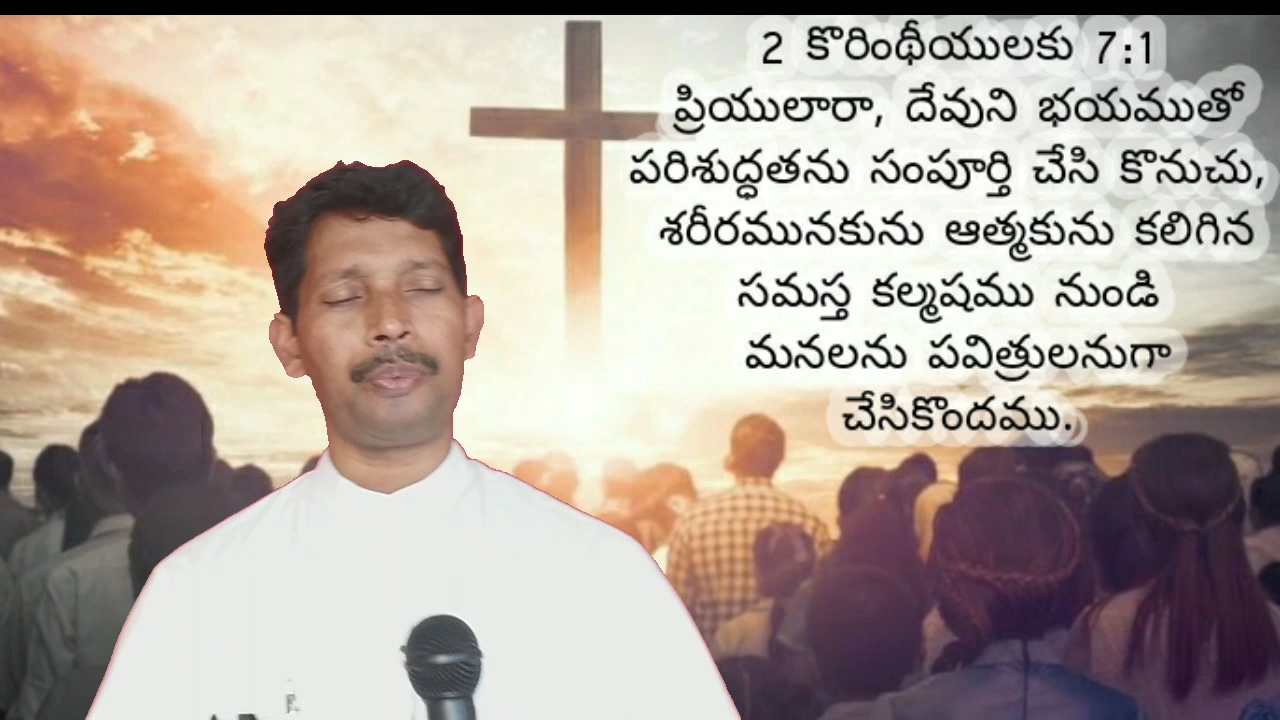 2 కొరింథీయులకు 7:1
ప్రియులారా, దేవుని భయముతో
పరిశుద్ధతను సంపూర్తి చేసి కొనుచు,
శరీరమునకును ఆత్మకును కలిగిన
సమస్త కల్మషము నుండి
మనలను పవిత్రులనుగా
చేసికొందము.